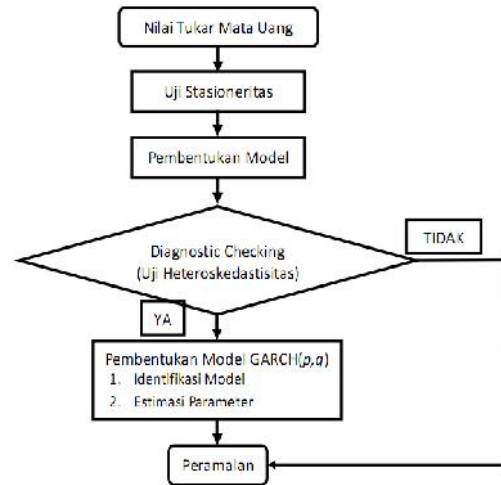 Nilai Tukar Mata Uang
Uji Stasioneritas
Pembentukan Model
Diagnostic Checking
(Uji Heteroskedastisitas)
TIDAK
YA
Pembentukan Model GARCH(p,q)
1. Identifikasi Model
2. Estimasi Parameter
Peramalan